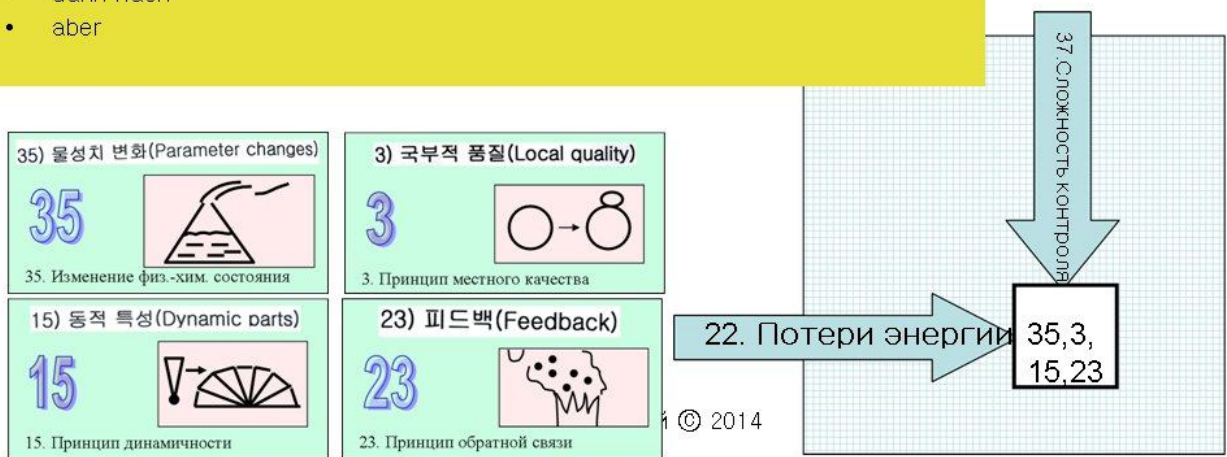 • aber
35) 물성치 변화(Parameter changes)
35
35. Изменение физ.-хим. состояния
3) 국부적 품질(Local quality)
3
3. Принцип местного качества
15) 동적 특성(Dynamic parts)
15
15. Принцип динамичности
23) 피드백(Feedback)
23
23. Принцип обратной связи
© 2014
37.Сложность контроля
22. Потери энергии
35,3,
15,23